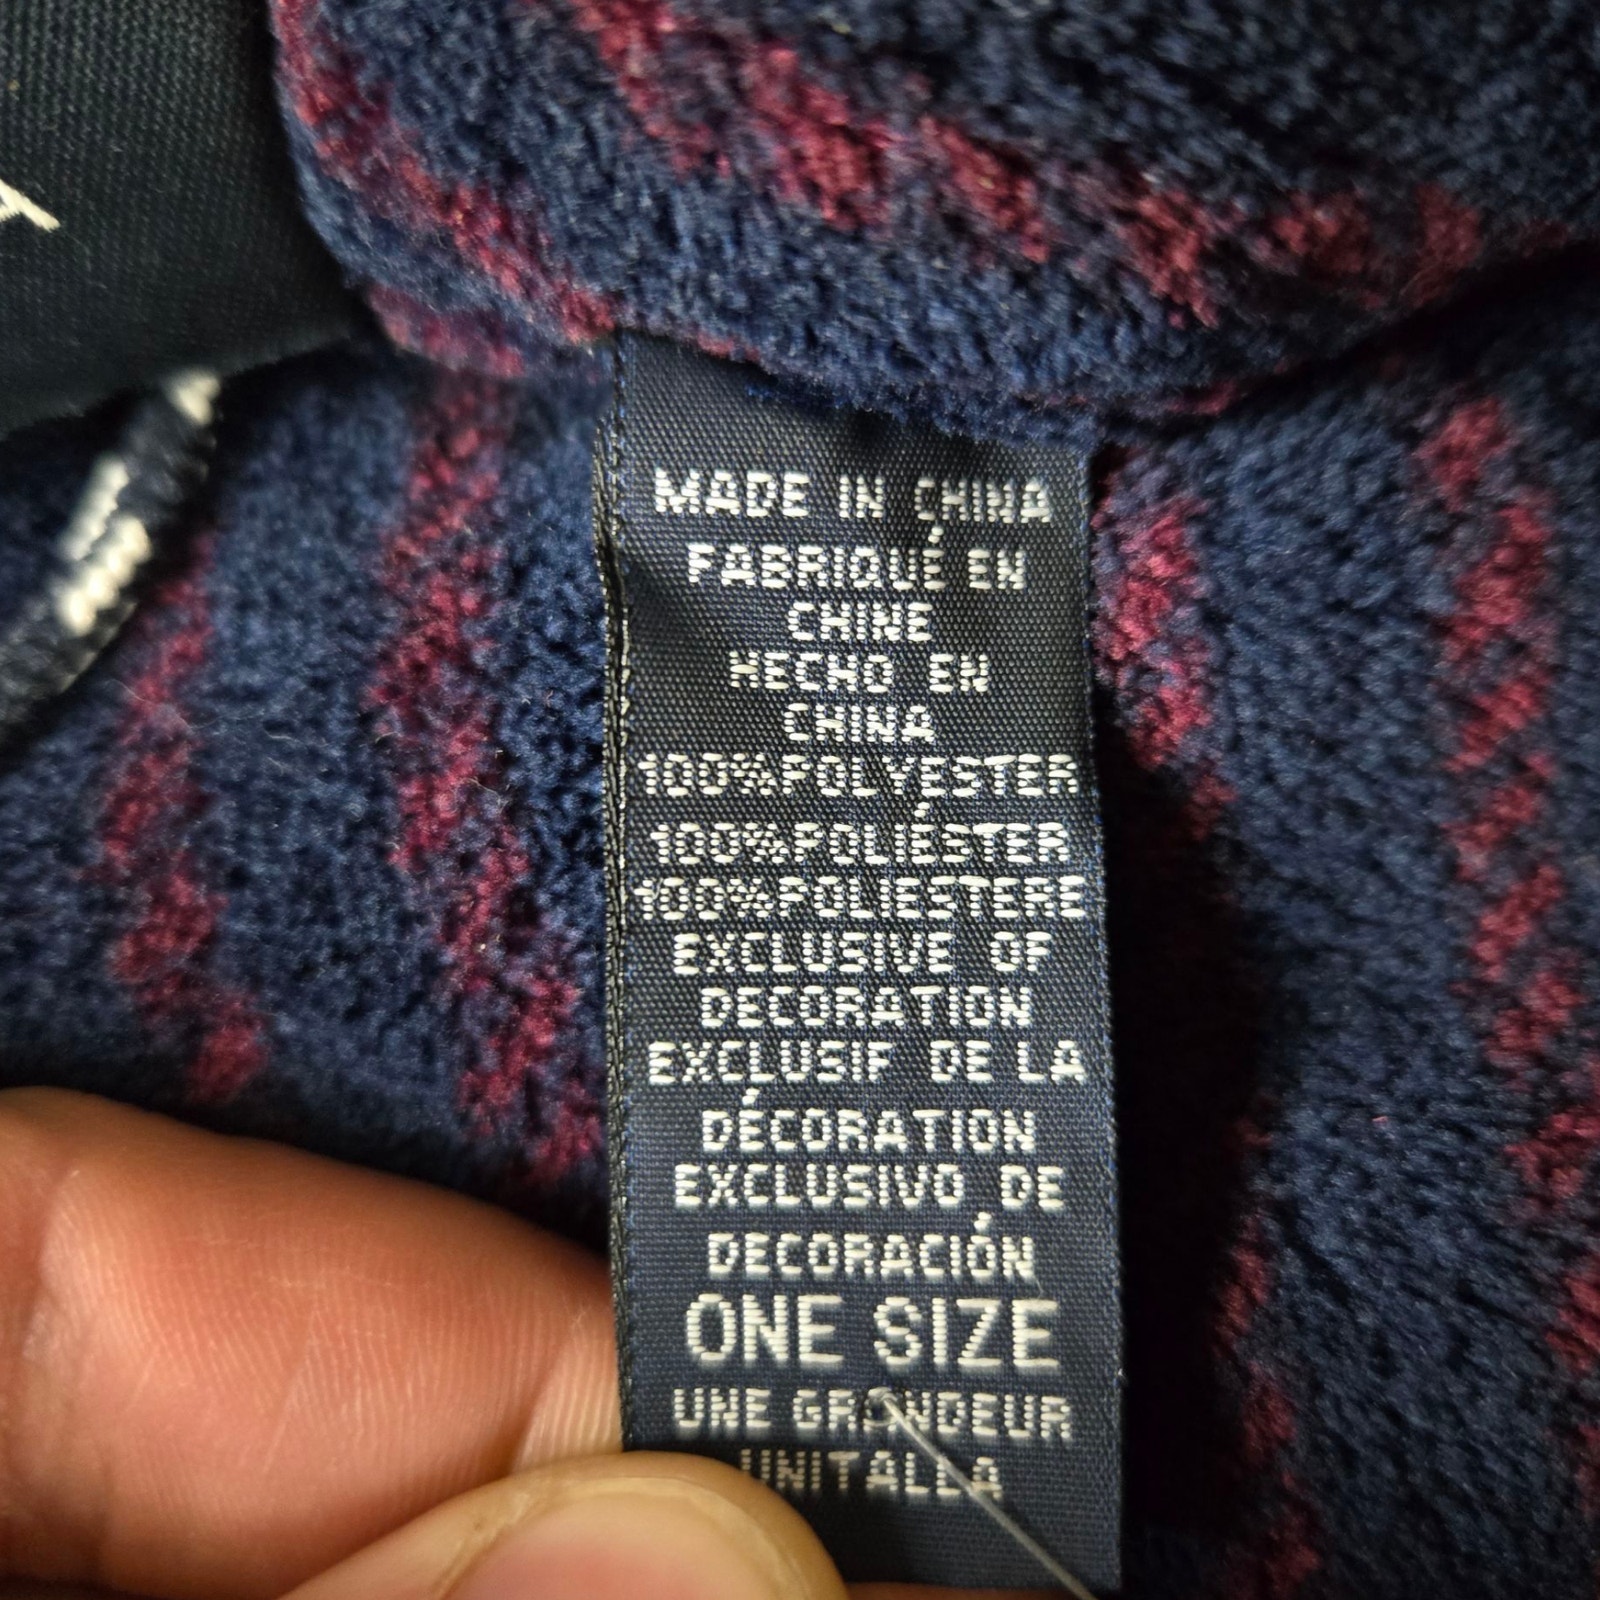 MADE IN CHINA
FABRIQUÉ EN
CHINE
HECHO EN
CHINA
100%POLYESTER
100%POLIÉSTER
100%POLIESTERE
EXCLUSIVE OF
DECORATION
EXCLUSIF DE LA
DÉCORATION
EXCLUSIVO DE
DECORACIÓN
ONE SIZE
UNE GRANDEUR
UNITALLA